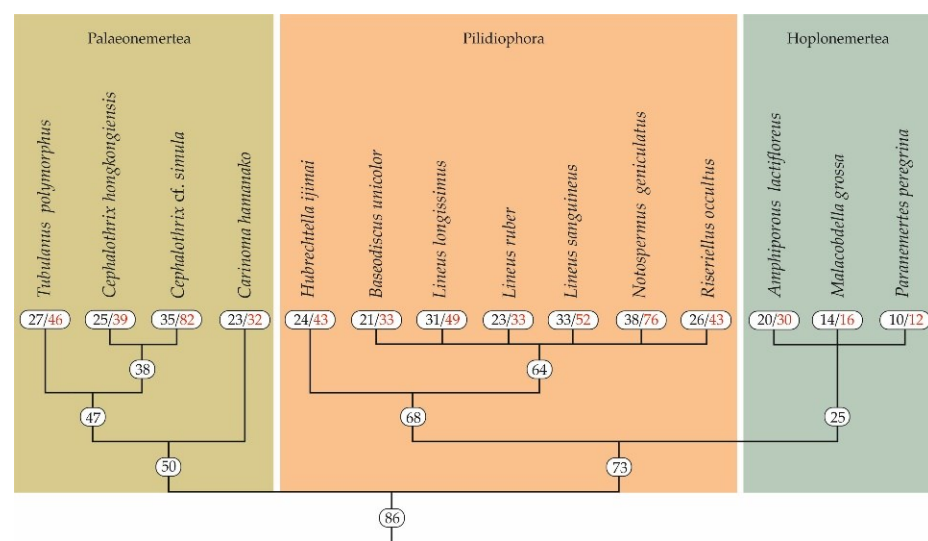 Palaeonemertea
Pilidiophora
Hoplonemertea
Tubulanus polymorphus
Cephalothrix hongkongiensis
Cephalothrix cf. simula
Carinoma hamanako
Hubrechtella ijimai
Baseodiscus unicolor
Lineus longissimus
Lineus ruber
Lineus sanguineus
Notospermus geniculatus
Riseriellus occultus
Amphiporous lactifloreus
Malacobdella grossa
Paranemertes peregrina
27/46
25/39
35/82
23/32
24/43
21/33
31/49
23/33
33/52
38/76
26/43
20/30
14/16
10/12
38
64
47
68
25
50
73
86